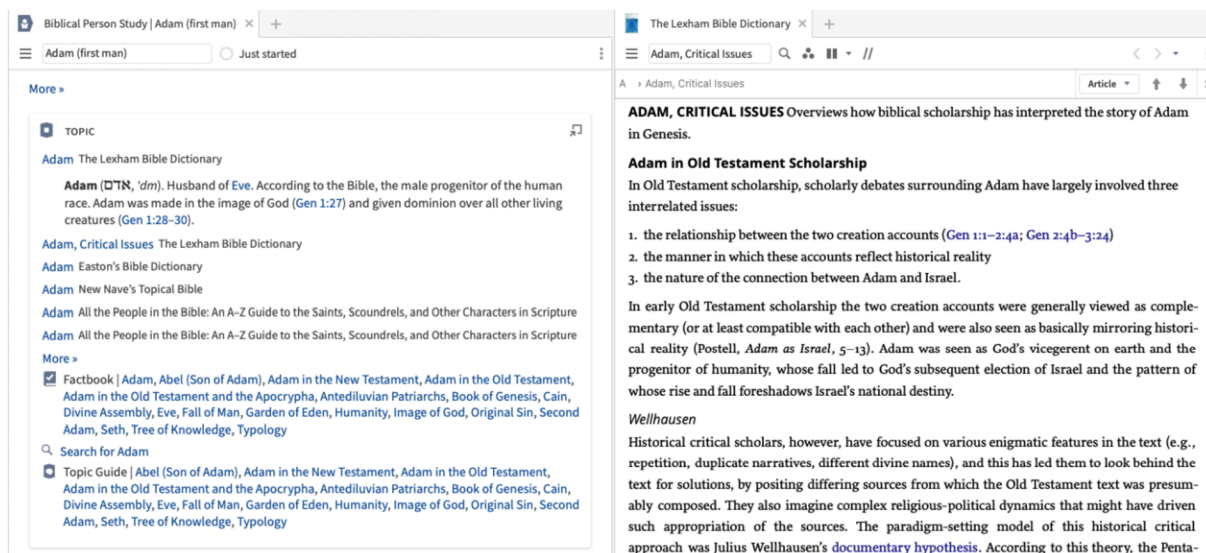 Biblical Person Study | Adam (first man)
Adam (first man)
Just started
More »
TOPIC
Adam The Lexham Bible Dictionary
Adam (אדם, 'dm). Husband of Eve. According to the Bible, the male progenitor of the human
race. Adam was made in the image of God (Gen 1:27) and given dominion over all other living
creatures (Gen 1:28–30).
Adam, Critical Issues The Lexham Bible Dictionary
Adam Easton's Bible Dictionary
Adam New Nave's Topical Bible
Adam All the People in the Bible: An A–Z Guide to the Saints, Scoundrels, and Other Characters in Scripture
Adam All the People in the Bible: An A–Z Guide to the Saints, Scoundrels, and Other Characters in Scripture
More »
Factbook | Adam, Abel (Son of Adam), Adam in the New Testament, Adam in the Old Testament,
Adam in the Old Testament and the Apocrypha, Antediluvian Patriarchs, Book of Genesis, Cain,
Divine Assembly, Eve, Fall of Man, Garden of Eden, Humanity, Image of God, Original Sin, Second
Adam, Seth, Tree of Knowledge, Typology
Search for Adam
Topic Guide | Abel (Son of Adam), Adam in the New Testament, Adam in the Old Testament,
Adam in the Old Testament and the Apocrypha, Antediluvian Patriarchs, Book of Genesis, Cain,
Divine Assembly, Eve, Fall of Man, Garden of Eden, Humanity, Image of God, Original Sin, Second
Adam, Seth, Tree of Knowledge, Typology
The Lexham Bible Dictionary
Adam, Critical Issues
A › Adam, Critical Issues
Article
ADAM, CRITICAL ISSUES Overviews how biblical scholarship has interpreted the story of Adam
in Genesis.
Adam in Old Testament Scholarship
In Old Testament scholarship, scholarly debates surrounding Adam have largely involved three
interrelated issues:
1. the relationship between the two creation accounts (Gen 1:1–2:4a; Gen 2:4b–3:24)
2. the manner in which these accounts reflect historical reality
3. the nature of the connection between Adam and Israel.
In early Old Testament scholarship the two creation accounts were generally viewed as comple-
mentary (or at least compatible with each other) and were also seen as basically mirroring histori-
cal reality (Postell, Adam as Israel, 5–13). Adam was seen as God's vicegerent on earth and the
progenitor of humanity, whose fall led to God's subsequent election of Israel and the pattern of
whose rise and fall foreshadows Israel's national destiny.
Wellhausen
Historical critical scholars, however, have focused on various enigmatic features in the text (e.g.,
repetition, duplicate narratives, different divine names), and this has led them to look behind the
text for solutions, by positing differing sources from which the Old Testament text was presum-
ably composed. They also imagine complex religious-political dynamics that might have driven
such appropriation of the sources. The paradigm-setting model of this historical critical
approach was Julius Wellhausen's documentary hypothesis. According to this theory, the Penta-